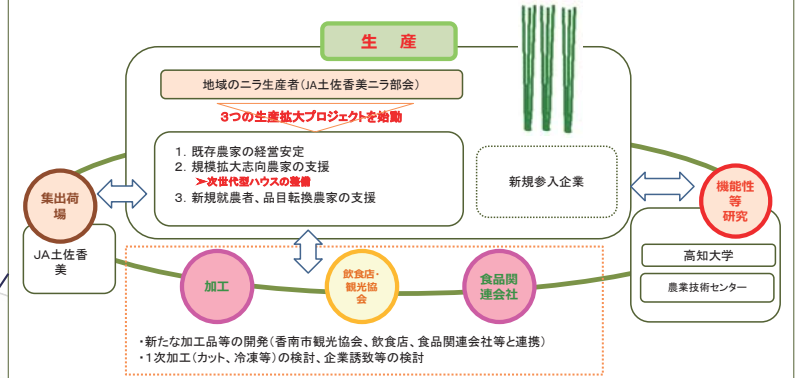 生　産
地域のニラ生産者(JA土佐香美ニラ部会)
3つの生産拡大プロジェクトを始動
1. 既存農家の経営安定
2. 規模拡大志向農家の支援
➢次世代型ハウスの整備
3. 新規就農者、品目転換農家の支援
新規参入企業
集出荷
場
JA土佐香
美
機能性
等
研究
高知大学
農業技術センター
加工
飲食店・
観光協
会
食品関
連会社
・新たな加工品等の開発(香南市観光協会、飲食店、食品関連会社等と連携)
・1次加工(カット、冷凍等)の検討、企業誘致等の検討